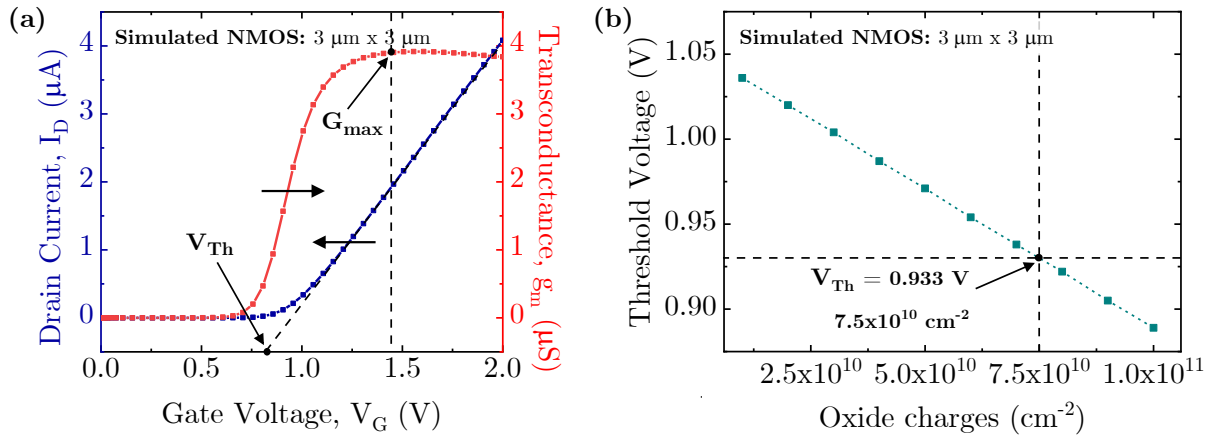 (a)
Simulated NMOS: 3 μm x 3 μm
Drain Current, I_D (μA)
Transconductance, g_m (μS)
G_max
V_Th
4
3
2
1
0
4
3
2
1
0
0.0 0.5 1.0 1.5 2.0
Gate Voltage, V_G (V)
(b)
Simulated NMOS: 3 μm x 3 μm
Threshold Voltage (V)
1.05
1.00
0.95
0.90
V_Th = 0.933 V
7.5x10^10 cm^-2
2.5x10^10 5.0x10^10 7.5x10^10 1.0x10^11
Oxide charges (cm^-2)